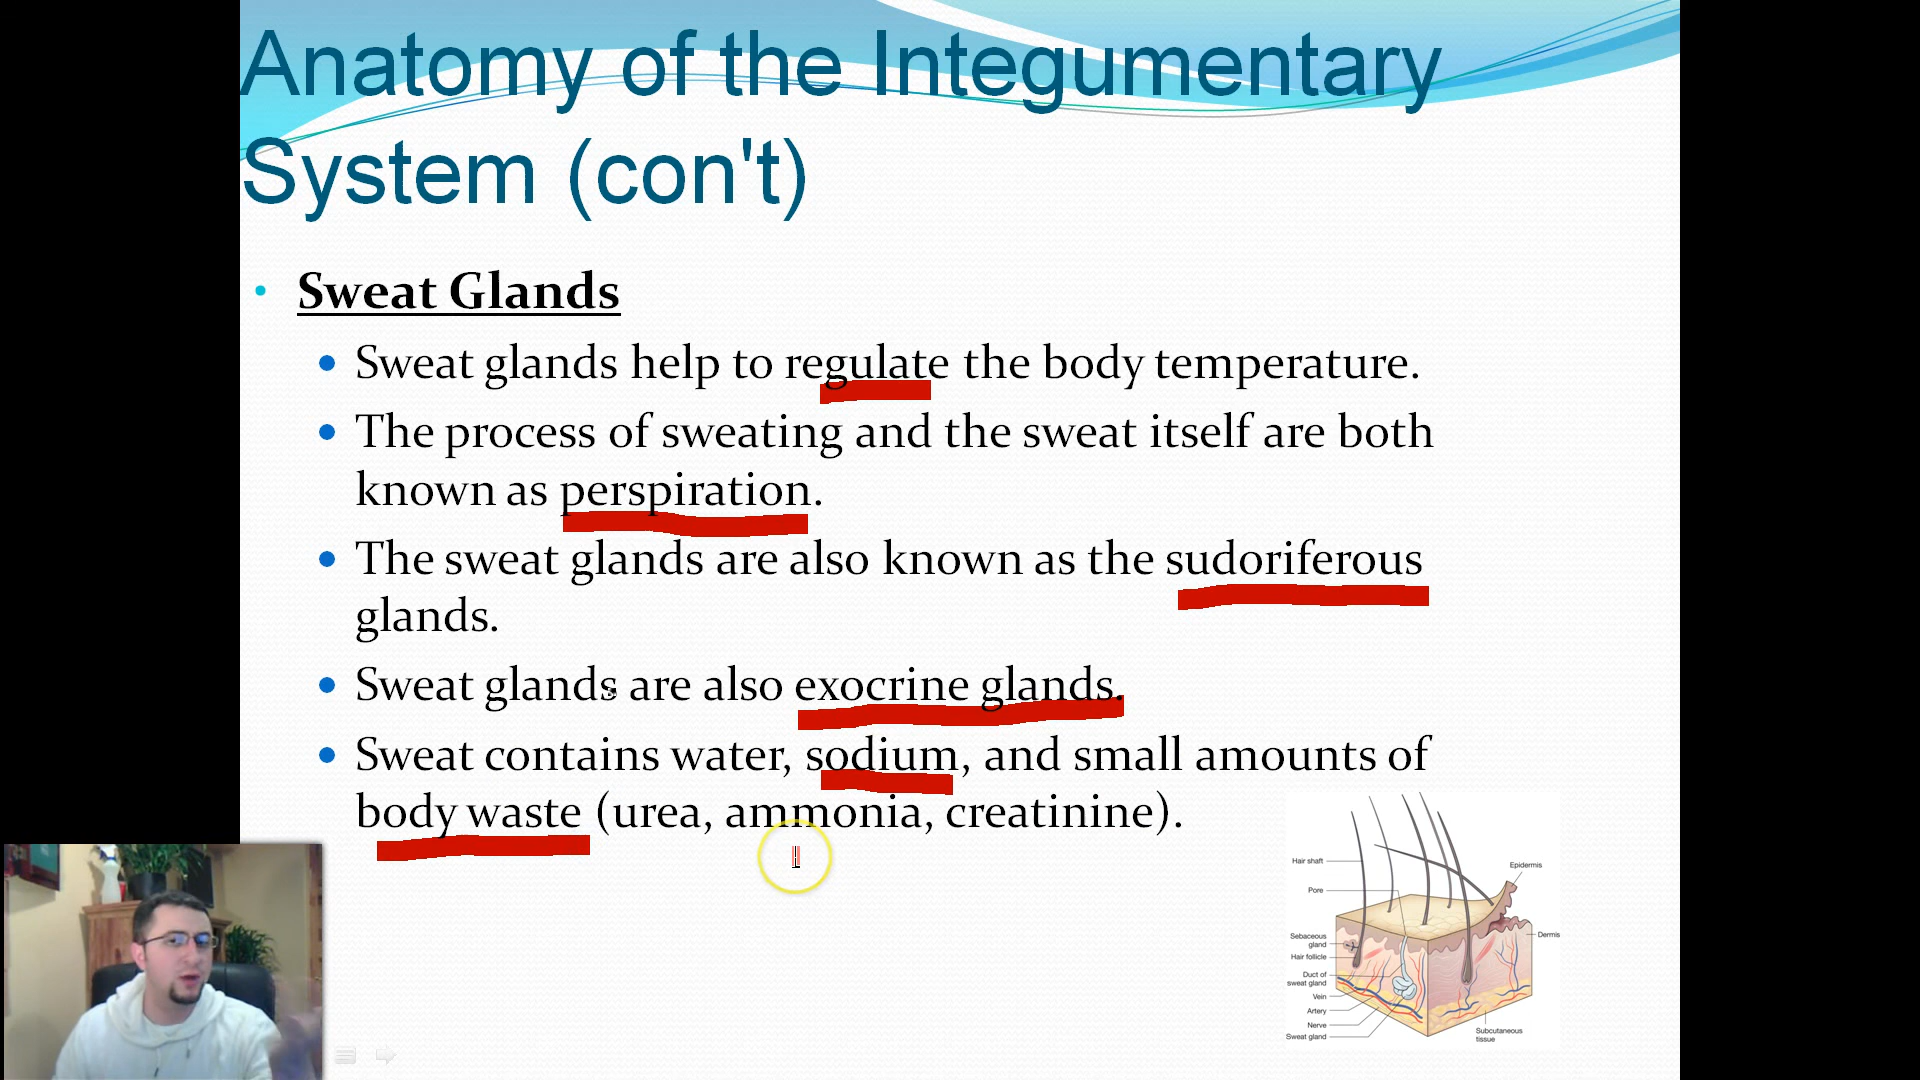 Anatomy of the Integumentary
System (con't)
• Sweat Glands
• Sweat glands help to regulate the body temperature.
• The process of sweating and the sweat itself are both
known as perspiration.
• The sweat glands are also known as the sudoriferous
glands.
• Sweat glands are also exocrine glands.
• Sweat contains water, sodium, and small amounts of
body waste (urea, ammonia, creatinine).
Hair shaft
Epidermis
Pore
Sebaceous
gland
Dermis
Hair follicle
Duct of
sweat gland
Vein
Artery
Nerve
Sweat gland
Subcutaneous
tissue